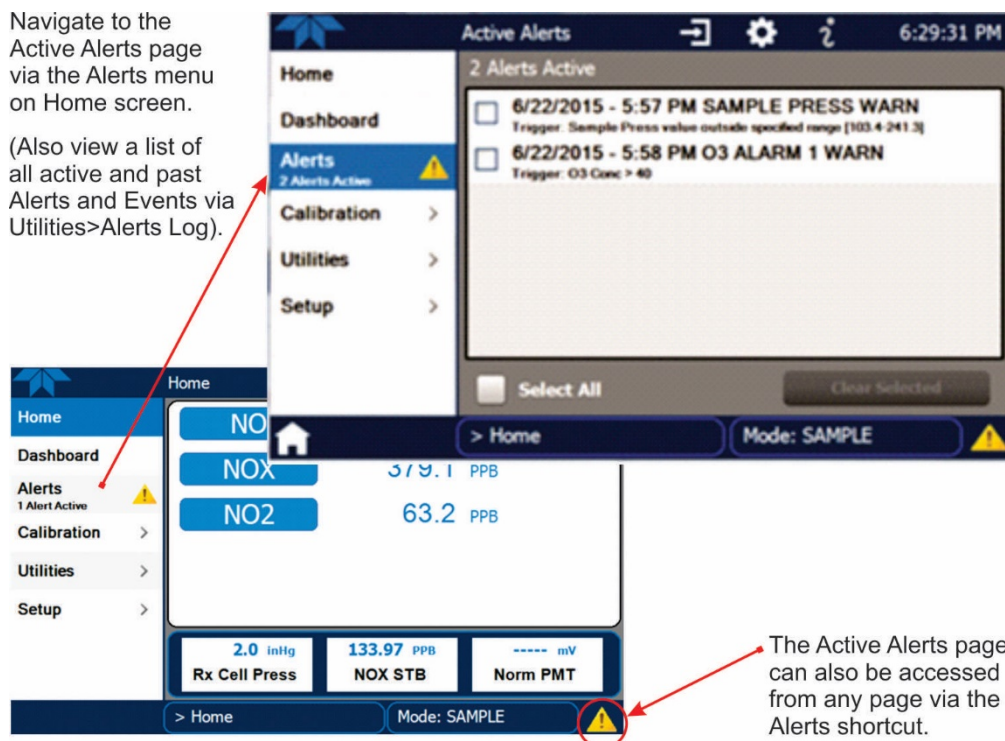 Navigate to the
Active Alerts page
via the Alerts menu
on Home screen.
(Also view a list of
all active and past
Alerts and Events via
Utilities>Alerts Log).
Active Alerts
6:29:31 PM
Home
Dashboard
Alerts
2 Alerts Active
Calibration >
Utilities >
Setup >
2 Alerts Active
6/22/2015 - 5:57 PM SAMPLE PRESS WARN
Trigger: Sample Press value outside specified range [103.4-241.3]
6/22/2015 - 5:58 PM O3 ALARM 1 WARN
Trigger: O3 Conc > 40
Select All
Clear Selected
> Home
Mode: SAMPLE
Home
Home
Dashboard
Alerts
1 Alert Active
Calibration >
Utilities >
Setup >
NO
NOX 379.1 PPB
NO2 63.2 PPB
2.0 inHg
Rx Cell Press
133.97 PPB
NOX STB
----- mV
Norm PMT
> Home
Mode: SAMPLE
The Active Alerts page
can also be accessed
from any page via the
Alerts shortcut.